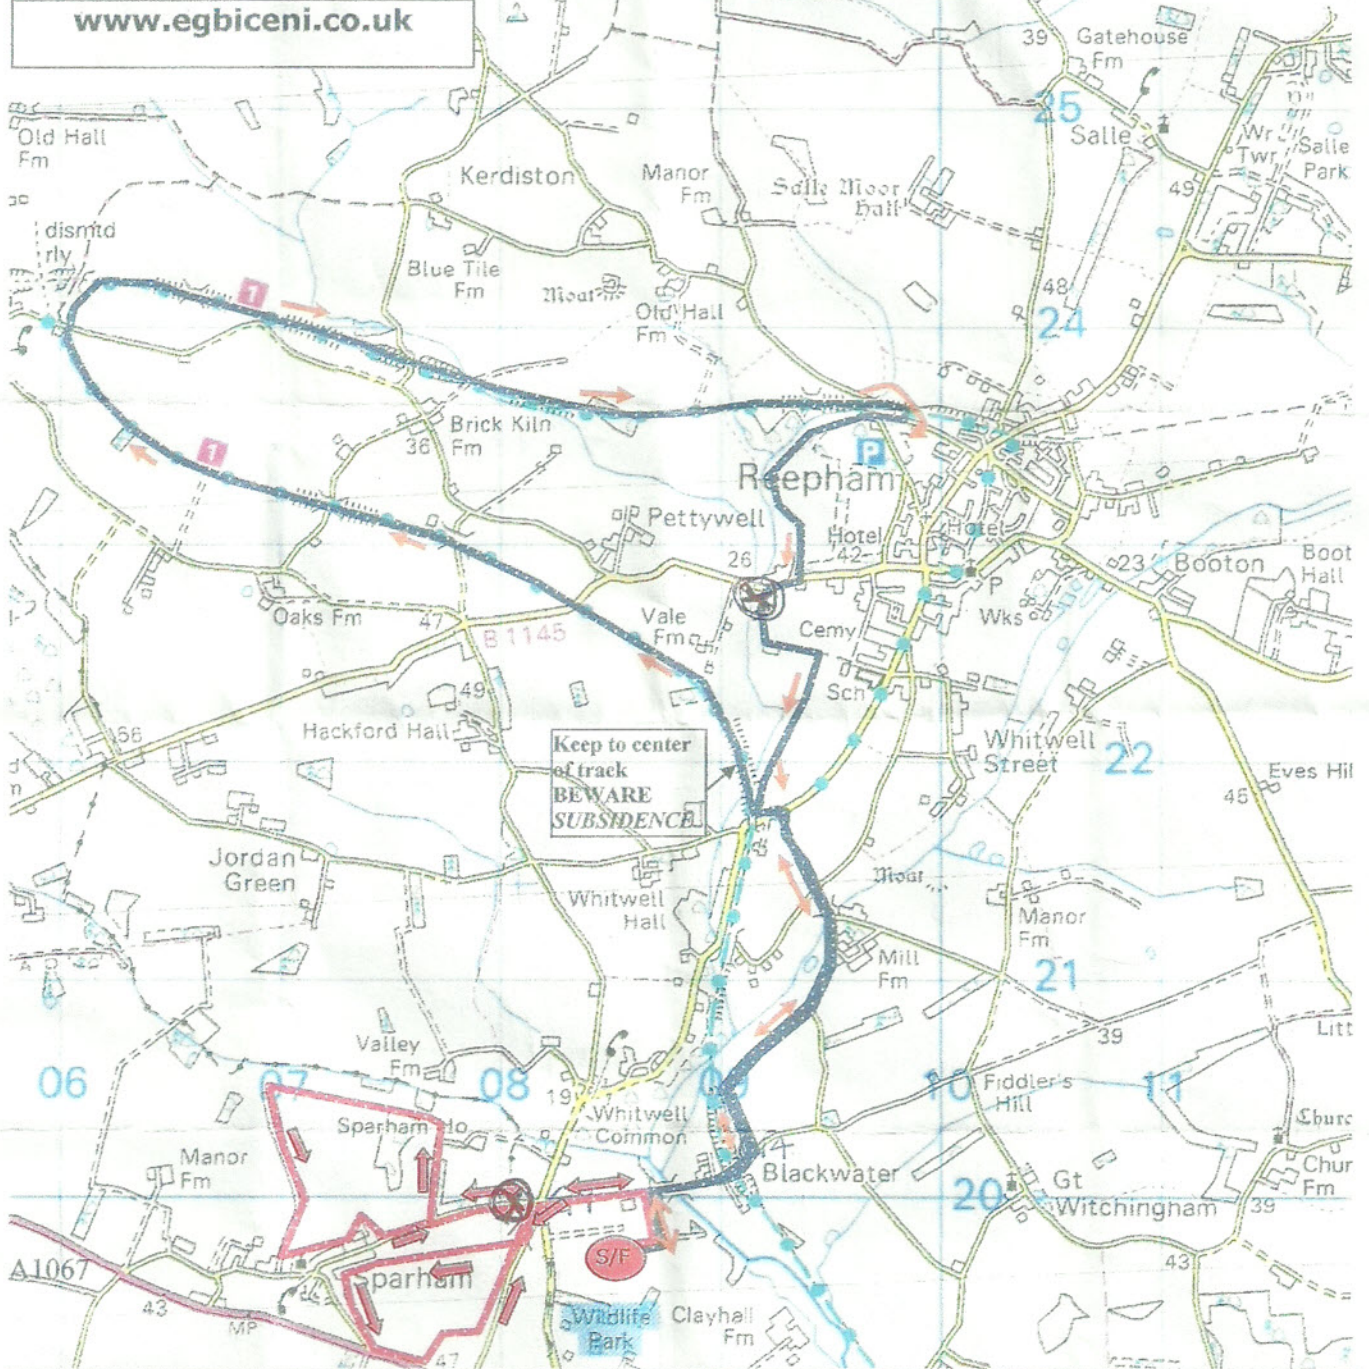 www.egbiceni.co.uk
39
Gatehouse
Fm
25
Old Hall
Fm
Salle
Wr
Twr
Salle
Park
Kerdiston
Manor
Fm
Salle Moor
Hall
49
dismtd
rly
Blue Tile
Fm
Moat
1
Old Hall
Fm
48
24
Brick Kiln
Fm
36
1
P
Reepham
Pettywell
Hotel
42
Hotel
26
23
Booton
Boot
Hall
P
Wks
Oaks Fm
47
B 1145
Vale
Fm
Cemy
Sch
49
Hackford Hall
56
Keep to center
of track
BEWARE
SUBSIDENCE
Whitwell
Street
22
Eves Hil
45
Jordan
Green
Moat
Whitwell
Hall
Manor
Fm
Mill
Fm
21
39
Litt
Valley
Fm
06
07
08
09
10
11
19
Fiddler's
Hill
Whitwell
Common
Sparham Ho
Manor
Fm
Blackwater
20
Gt
Witchingham
Chur
Fm
39
S/F
43
A1067
Sparham
43
MP
47
Wildlife
Park
Clayhall
Fm